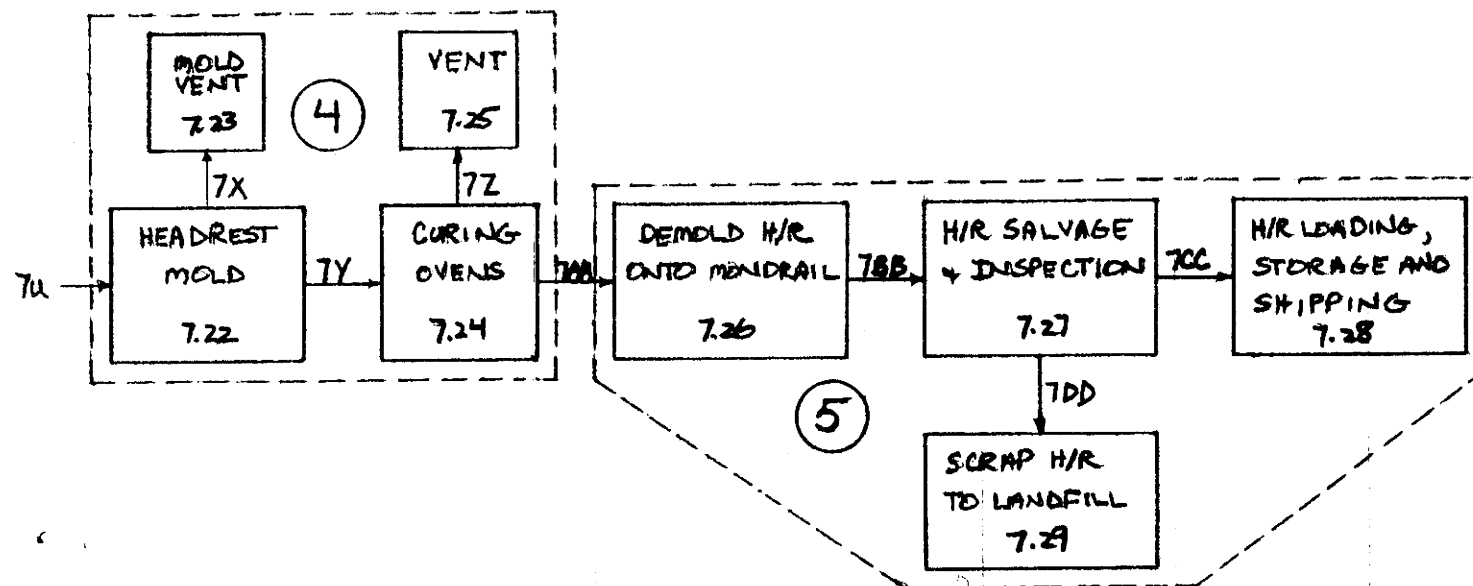 MOLD
VENT
7.23
4
VENT
7.25
7X
7Z
7U
HEADREST
MOLD
7.22
7Y
CURING
OVENS
7.24
7AA
DEMOLD H/R
ONTO MONDRAIL
7.26
7BB
H/R SALVAGE
& INSPECTION
7.27
7CC
H/R LOADING,
STORAGE AND
SHIPPING
7.28
5
7DD
SCRAP H/R
TO LANDFILL
7.29